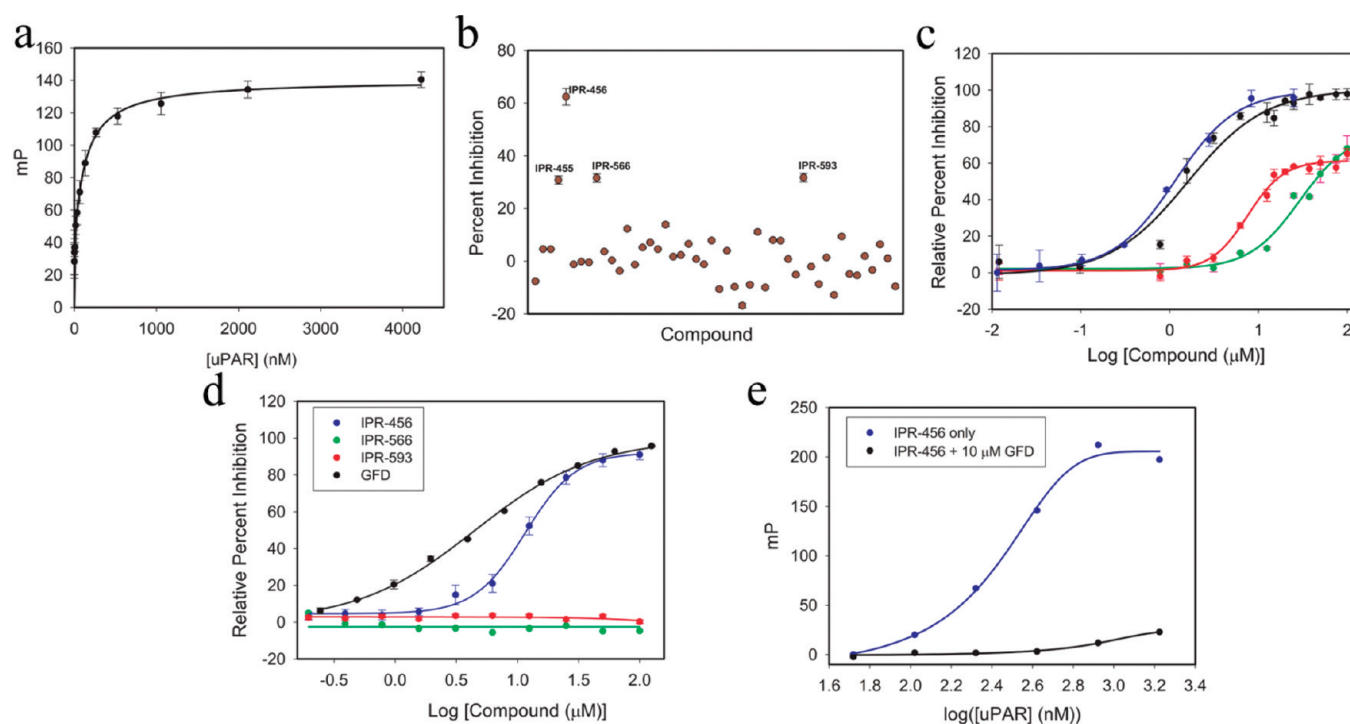 a
160
140
120
100
80
60
40
20
0
mP
0 1000 2000 3000 4000
[uPAR] (nM)
b
80
60
40
20
0
-20
Percent Inhibition
IPR-456
IPR-455
IPR-566
IPR-593
Compound
c
120
100
80
60
40
20
0
-20
Relative Percent Inhibition
-2 -1 0 1 2
Log [Compound (μM)]
d
120
100
80
60
40
20
0
-20
Relative Percent Inhibition
IPR-456
IPR-566
IPR-593
GFD
-0.5 0.0 0.5 1.0 1.5 2.0
Log [Compound (μM)]
e
250
200
150
100
50
0
mP
IPR-456 only
IPR-456 + 10 μM GFD
1.6 1.8 2.0 2.2 2.4 2.6 2.8 3.0 3.2 3.4
log([uPAR] (nM))